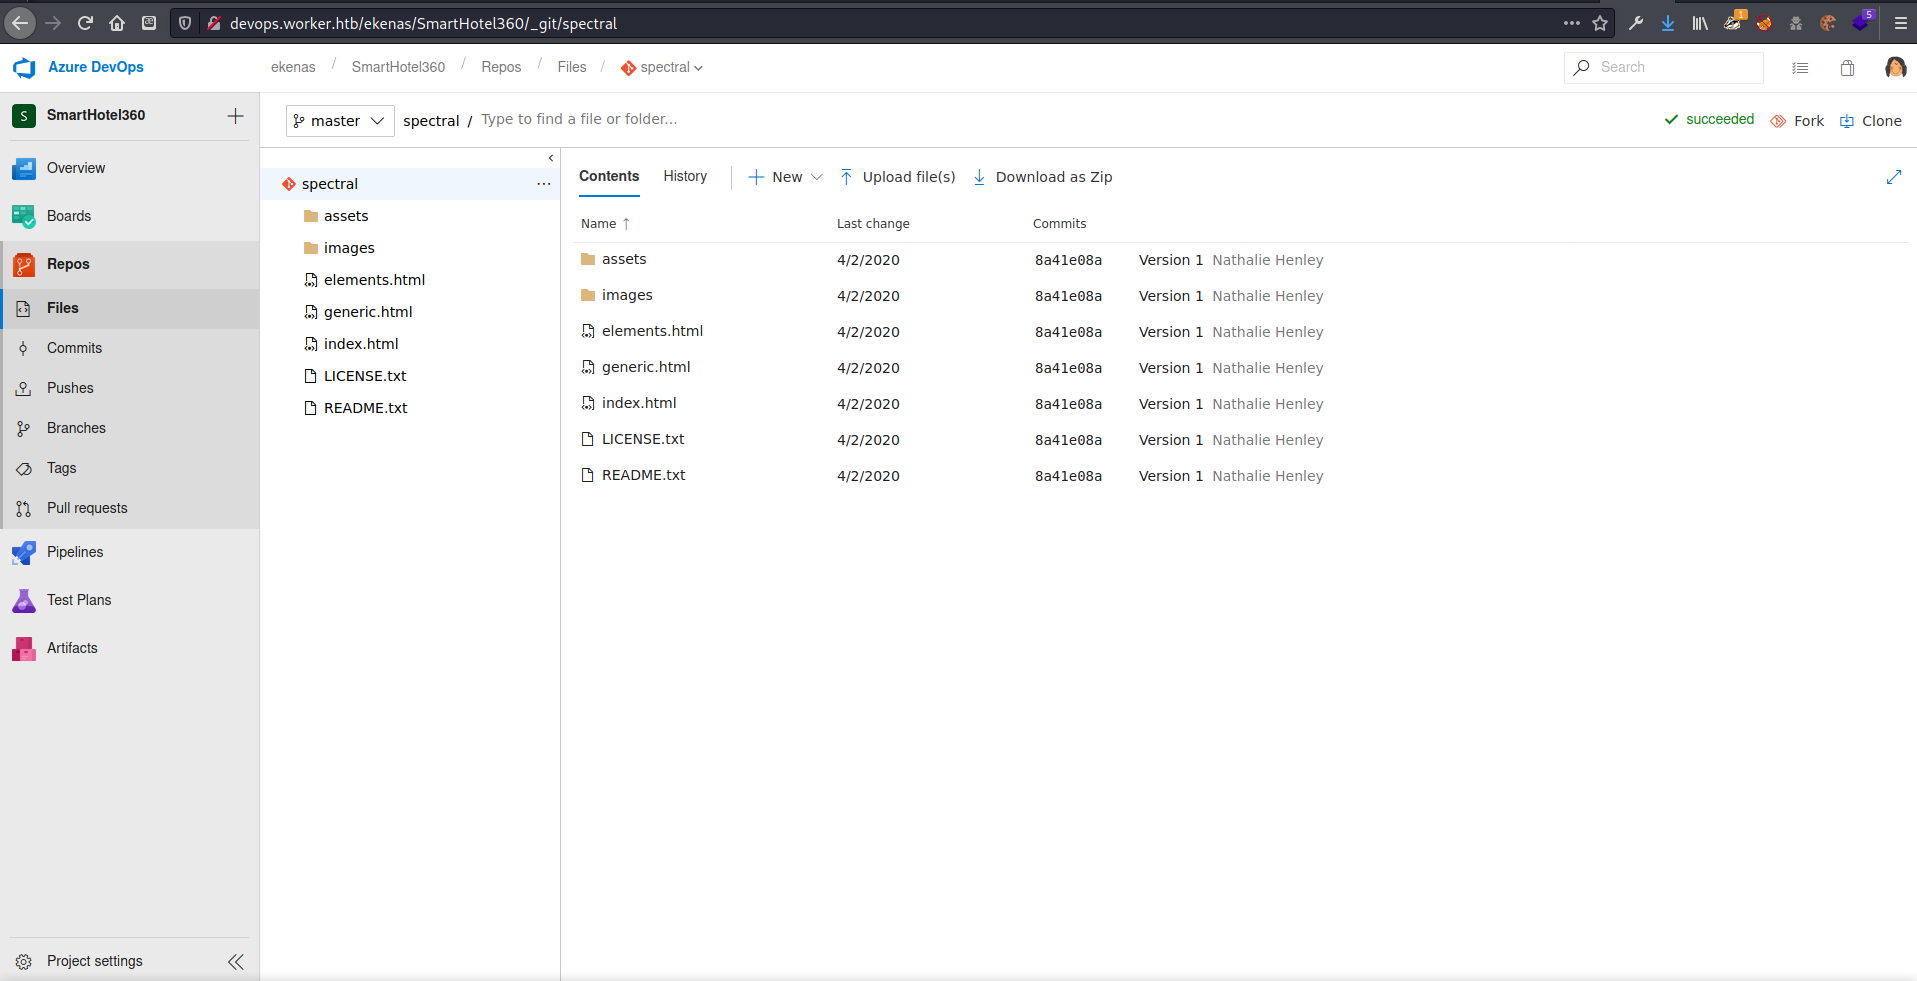 devops.worker.htb/ekenas/SmartHotel360/_git/spectral
1
5
Azure DevOps
ekenas / SmartHotel360 / Repos / Files / spectral
Search
S SmartHotel360
master
spectral / Type to find a file or folder...
succeeded
Fork
Clone
Overview
Boards
Repos
Files
Commits
Pushes
Branches
Tags
Pull requests
Pipelines
Test Plans
Artifacts
Project settings
spectral
assets
images
elements.html
generic.html
index.html
LICENSE.txt
README.txt
Contents History New Upload file(s) Download as Zip
Name Last change Commits
assets 4/2/2020 8a41e08a Version 1 Nathalie Henley
images 4/2/2020 8a41e08a Version 1 Nathalie Henley
elements.html 4/2/2020 8a41e08a Version 1 Nathalie Henley
generic.html 4/2/2020 8a41e08a Version 1 Nathalie Henley
index.html 4/2/2020 8a41e08a Version 1 Nathalie Henley
LICENSE.txt 4/2/2020 8a41e08a Version 1 Nathalie Henley
README.txt 4/2/2020 8a41e08a Version 1 Nathalie Henley